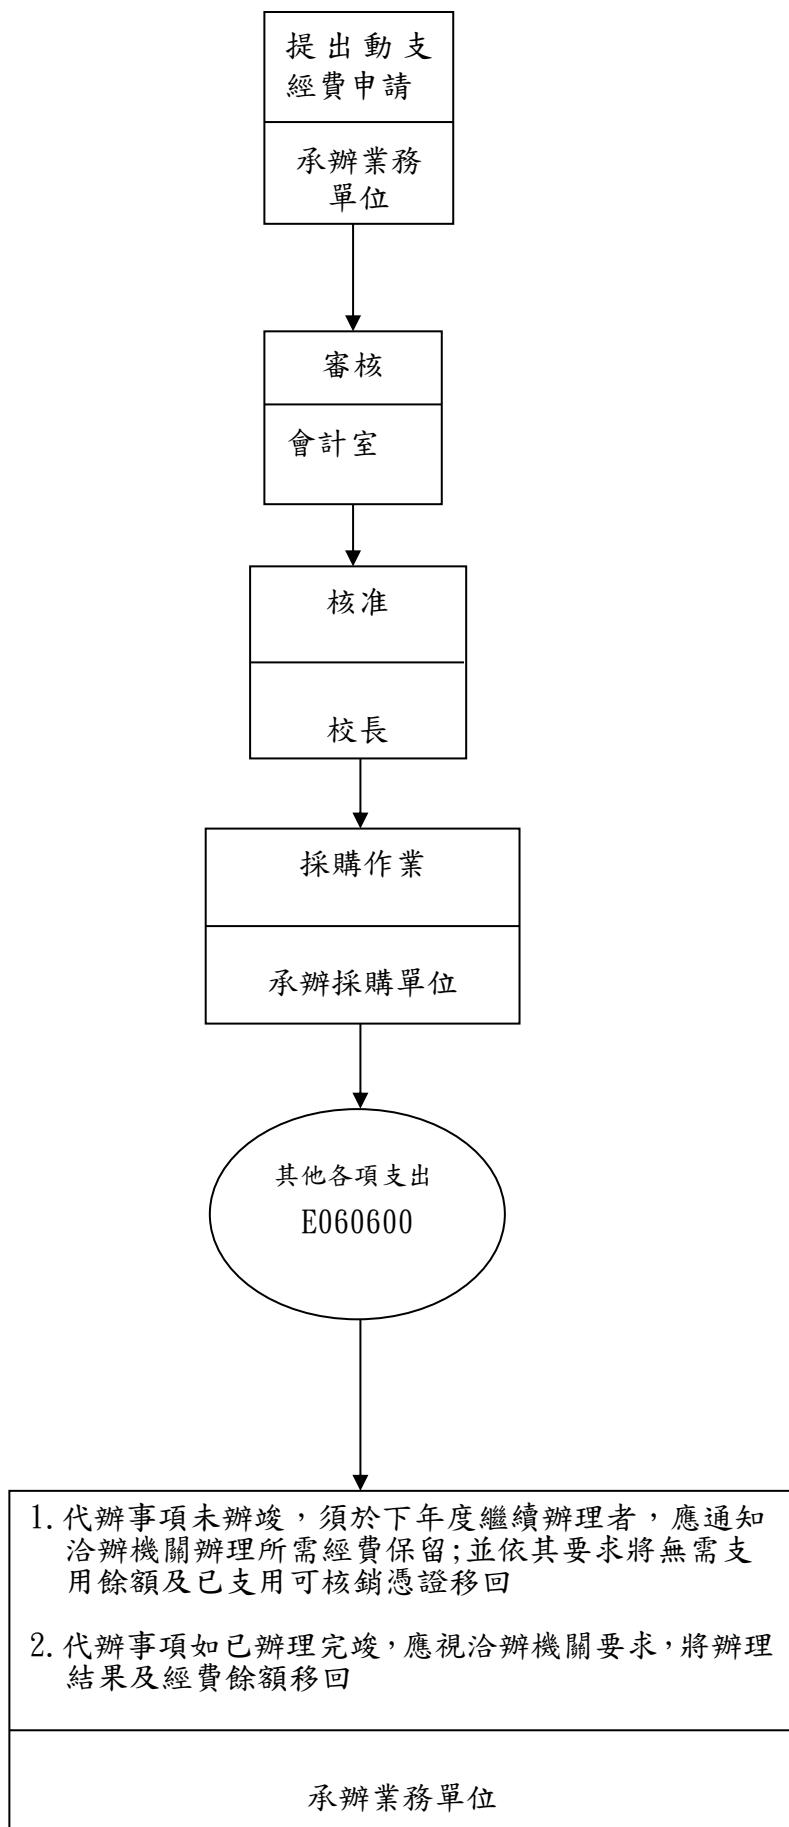 提出動支
經費申請
承辦業務
單位
審核
會計室
核准
校長
採購作業
承辦採購單位
其他各項支出
E060600
1.代辦事項未辦竣，須於下年度繼續辦理者，應通知
洽辦機關辦理所需經費保留;並依其要求將無需支
用餘額及已支用可核銷憑證移回
2.代辦事項如已辦理完竣，應視洽辦機關要求，將辦理
結果及經費餘額移回
承辦業務單位